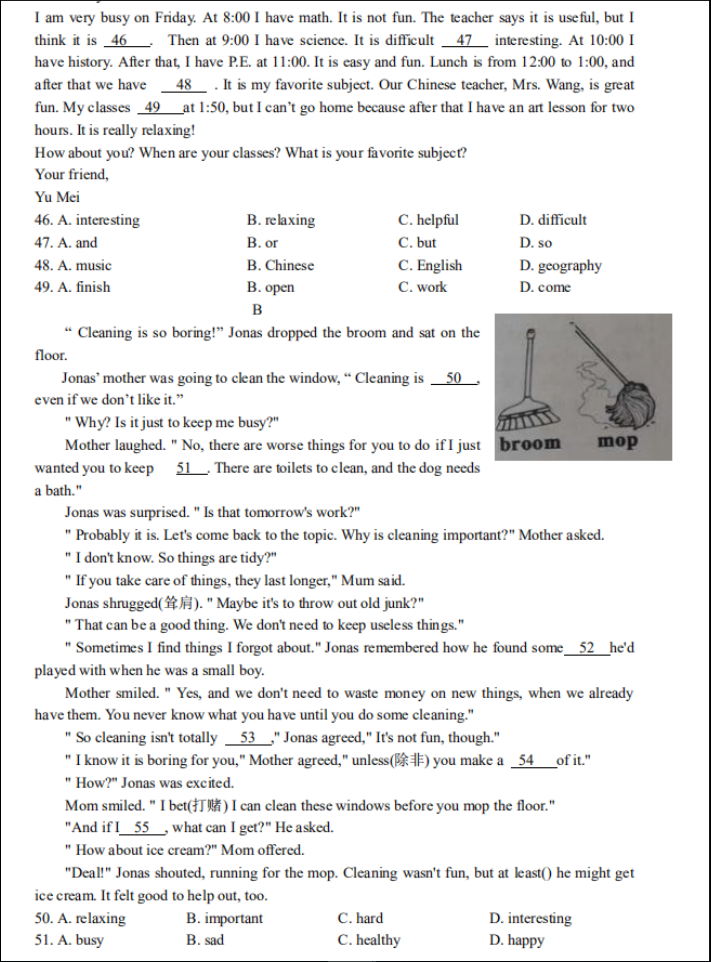 I am very busy on Friday. At 8:00 I have math. It is not fun. The teacher says it is useful, but I
think it is 46 . Then at 9:00 I have science. It is difficult 47 interesting. At 10:00 I
have history. After that, I have P.E. at 11:00. It is easy and fun. Lunch is from 12:00 to 1:00, and
after that we have 48 . It is my favorite subject. Our Chinese teacher, Mrs. Wang, is great
fun. My classes 49 at 1:50, but I can't go home because after that I have an art lesson for two
hours. It is really relaxing!
How about you? When are your classes? What is your favorite subject?
Your friend,
Yu Mei
46. A. interesting B. relaxing C. helpful D. difficult
47. A. and B. or C. but D. so
48. A. music B. Chinese C. English D. geography
49. A. finish B. open C. work D. come
B
“ Cleaning is so boring!” Jonas dropped the broom and sat on the
floor.
Jonas’ mother was going to clean the window, “ Cleaning is 50 ,
even if we don’t like it.”
" Why? Is it just to keep me busy?"
Mother laughed. " No, there are worse things for you to do if I just
wanted you to keep 51 . There are toilets to clean, and the dog needs
a bath."
broom mop
Jonas was surprised. " Is that tomorrow's work?"
" Probably it is. Let's come back to the topic. Why is cleaning important?" Mother asked.
" I don't know. So things are tidy?"
" If you take care of things, they last longer," Mum said.
Jonas shrugged(耸肩). " Maybe it's to throw out old junk?"
" That can be a good thing. We don't need to keep useless things."
" Sometimes I find things I forgot about." Jonas remembered how he found some 52 he'd
played with when he was a small boy.
Mother smiled. " Yes, and we don't need to waste money on new things, when we already
have them. You never know what you have until you do some cleaning."
" So cleaning isn't totally 53 ," Jonas agreed," It's not fun, though."
" I know it is boring for you," Mother agreed," unless(除非) you make a 54 of it."
" How?" Jonas was excited.
Mom smiled. " I bet(打赌) I can clean these windows before you mop the floor."
"And if I 55 , what can I get?" He asked.
" How about ice cream?" Mom offered.
"Deal!" Jonas shouted, running for the mop. Cleaning wasn't fun, but at least() he might get
ice cream. It felt good to help out, too.
50. A. relaxing B. important C. hard D. interesting
51. A. busy B. sad C. healthy D. happy